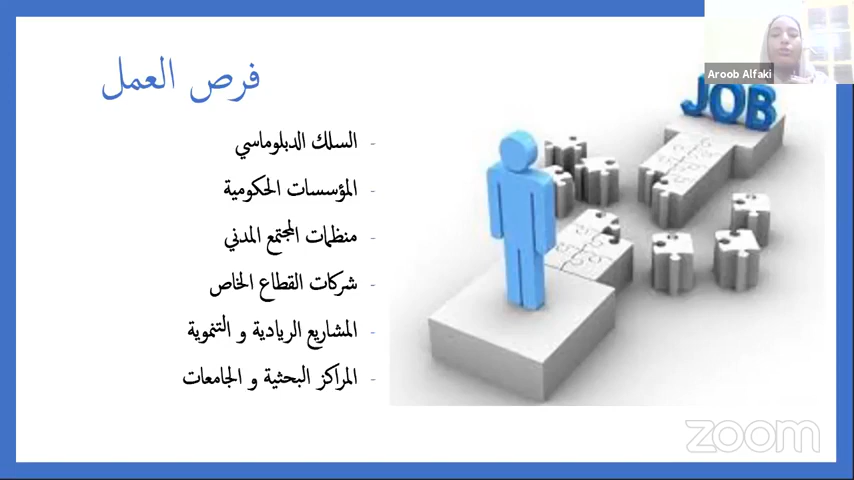 Aroob Alfaki
فرص العمل
JOB
- السلك الدبلوماسي
- المؤسسات الحكومية
- منظمات المجتمع المدني
- شركات القطاع الخاص
- المشاريع الريادية و التنموية
- المراكز البحثية و الجامعات
zoom